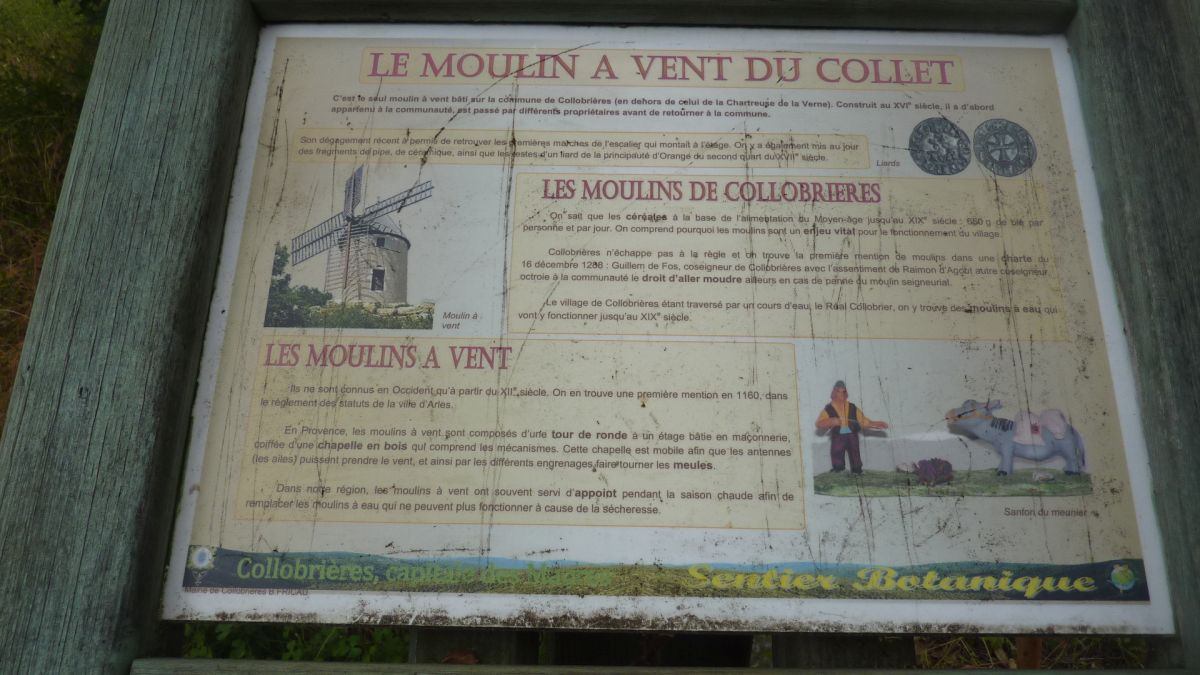 LE MOULIN A VENT DU COLLET
C'est le seul moulin à vent bâti sur la commune de Collobrières (en dehors de celui de la Chartreuse de la Verne). Construit au XVIe siècle, il a d'abord
appartenu à la communauté, est passé par différents propriétaires avant de retourner à la commune.
Son dégagement récent a permis de retrouver les premières marches de l'escalier qui montait à l'étage. On y a également mis au jour
des fragments de pipe, de céramique, ainsi que les restes d'un liard de la principauté d'Orange du second quart du XVIIe siècle.
Liards
LES MOULINS DE COLLOBRIERES
On sait que les céréales à la base de l'alimentation du Moyen-âge jusqu'au XIXe siècle : 650 g de blé par
personne et par jour. On comprend pourquoi les moulins sont un enjeu vital pour le fonctionnement du village.
Collobrières n'échappe pas à la règle et on trouve la première mention de moulins dans une charte du
16 décembre : Guillem de Fos, coseigneur de Collobrières avec l'assentiment de Raimon d'Agout autre coseigneur,
octroie à la communauté le droit d'aller moudre ailleurs en cas de panne du moulin seigneurial.
Le village de Collobrières étant traversé par un cours d'eau, le Réal Collobrier, on y trouve des moulins à eau qui
vont y fonctionner jusqu'au XIXe siècle.
Moulin à
vent
LES MOULINS A VENT
Ils ne sont connus en Occident qu'à partir du XIIe siècle. On en trouve une première mention en 1160, dans
le règlement des statuts de la ville d'Arles.
En Provence, les moulins à vent sont composés d'une tour de ronde à un étage bâtie en maçonnerie,
coiffée d'une chapelle en bois qui comprend les mécanismes. Cette chapelle est mobile afin que les antennes
(les ailes) puissent prendre le vent, et ainsi par les différents engrenages faire tourner les meules.
Dans notre région, les moulins à vent ont souvent servi d'appoint pendant la saison chaude afin de
remplacer les moulins à eau qui ne peuvent plus fonctionner à cause de la sécheresse.
Santon du meunier
Collobrières, capitale des Maures
Sentier Botanique
Mairie de Collobrières B.FRICAU